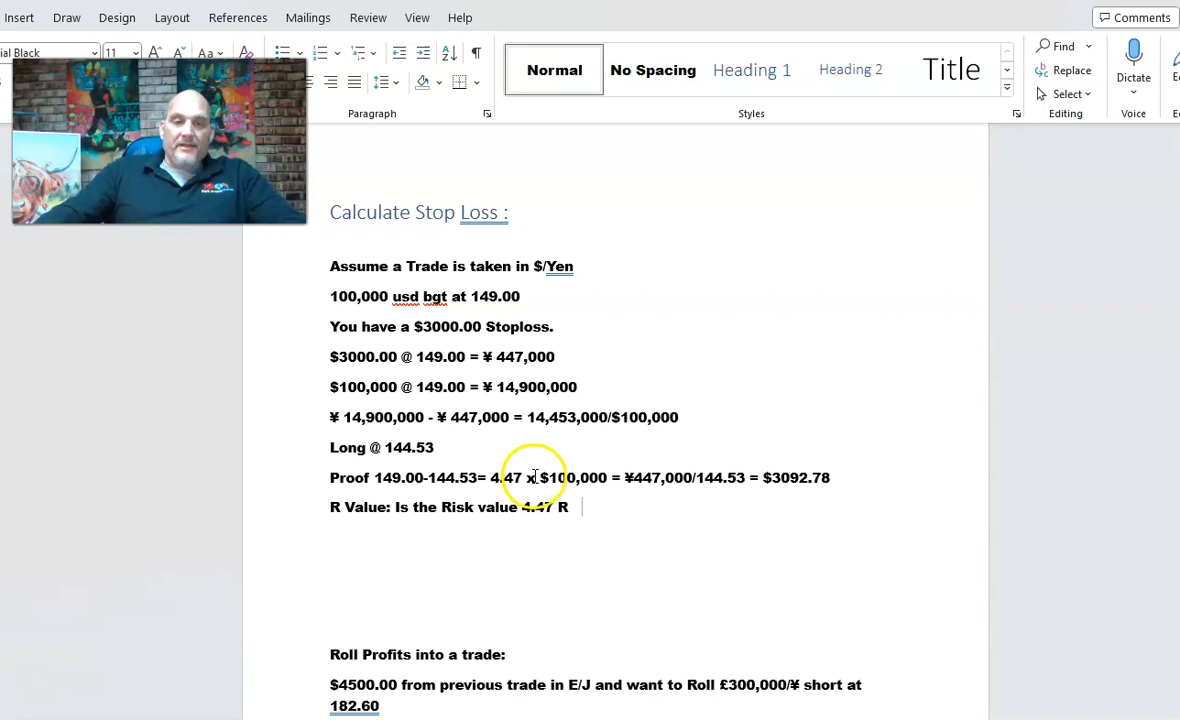 Insert Draw Design Layout References Mailings Review View Help Comments
ial Black 11 Aa Normal No Spacing Heading 1 Heading 2 Title Find Replace Select Dictate
Paragraph Styles Editing Voice
Calculate Stop Loss :
Assume a Trade is taken in $/Yen
100,000 usd bgt at 149.00
You have a $3000.00 Stoploss.
$3000.00 @ 149.00 = ¥ 447,000
$100,000 @ 149.00 = ¥ 14,900,000
¥ 14,900,000 - ¥ 447,000 = 14,453,000/$100,000
Long @ 144.53
Proof 149.00-144.53= 4.47 x $100,000 = ¥447,000/144.53 = $3092.78
R Value: Is the Risk value 4.47 R
Roll Profits into a trade:
$4500.00 from previous trade in E/J and want to Roll £300,000/¥ short at
182.60